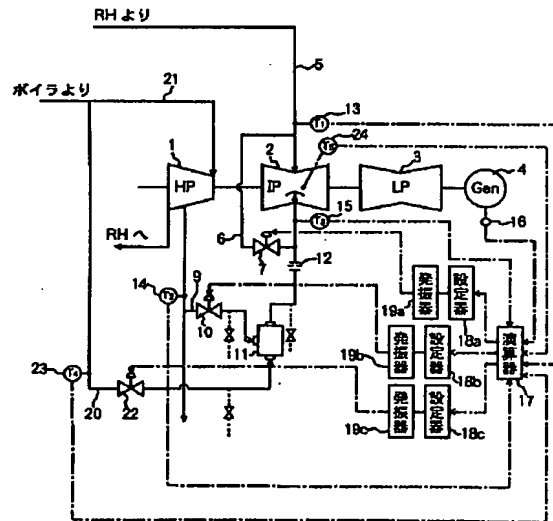 RHより
ボイラより
21
5
13
T1
24
T5
1
2
3
4
HP
IP
LP
Gen
15
T3
16
RHへ
6
7
12
14
T2
9
10
11
発振器
設定器
19a
18a
発振器
設定器
演算器
19b
18b
17
23
T4
20
22
発振器
設定器
19c
18c